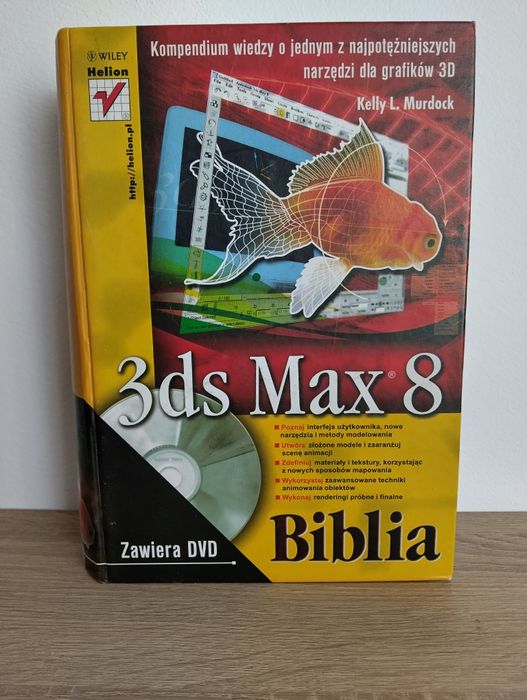 WILEY
Helion
http://helion.pl
Kompendium wiedzy o jednym z najpotężniejszych
narzędzi dla grafików 3D
Kelly L. Murdock
3ds Max® 8
Poznaj interfejs użytkownika, nowe
narzędzia i metody modelowania
Utwórz złożone modele i zaaranżuj
scenę animacji
Zdefiniuj materiały i tekstury, korzystając
z nowych sposobów mapowania
Wykorzystaj zaawansowane techniki
animowania obiektów
Wykonaj renderingi próbne i finalne
Zawiera DVD
Biblia